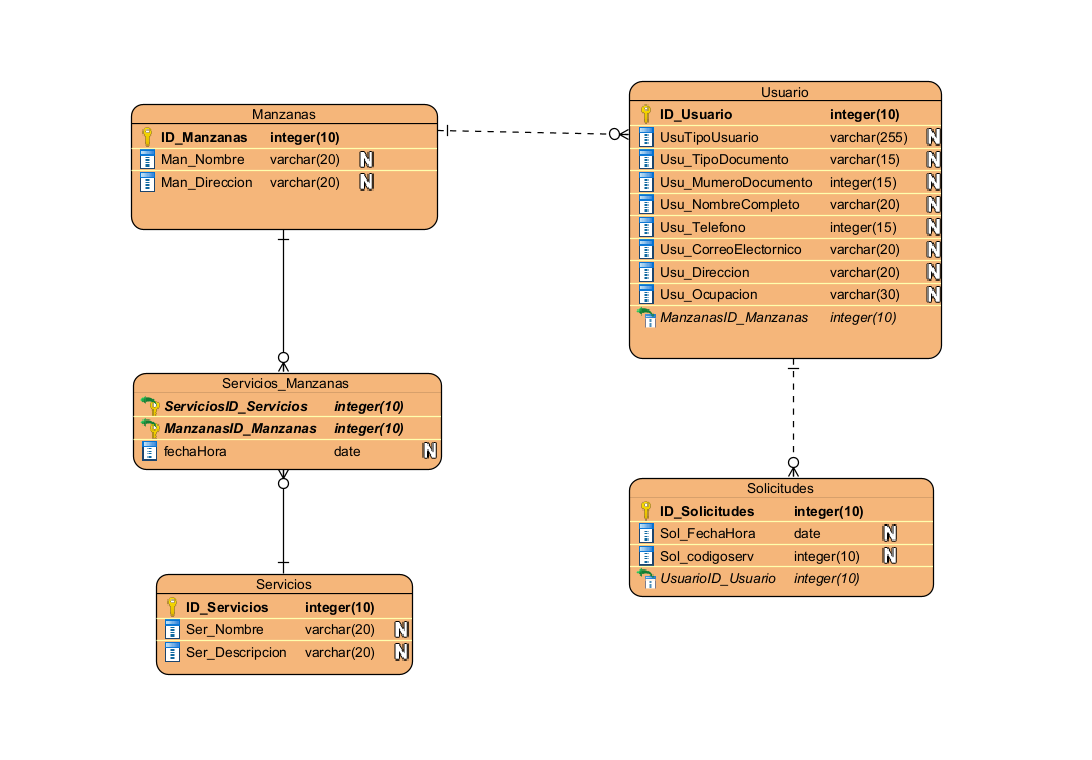 Manzanas
ID_Manzanas integer(10)
Man_Nombre varchar(20) N
Man_Direccion varchar(20) N
Usuario
ID_Usuario integer(10)
UsuTipoUsuario varchar(255) N
Usu_TipoDocumento varchar(15) N
Usu_MumeroDocumento integer(15) N
Usu_NombreCompleto varchar(20) N
Usu_Telefono integer(15) N
Usu_CorreoElectornico varchar(20) N
Usu_Direccion varchar(20) N
Usu_Ocupacion varchar(30) N
ManzanasID_Manzanas integer(10)
Servicios_Manzanas
ServiciosID_Servicios integer(10)
ManzanasID_Manzanas integer(10)
fechaHora date N
Solicitudes
ID_Solicitudes integer(10)
Sol_FechaHora date N
Sol_codigoserv integer(10) N
UsuarioID_Usuario integer(10)
Servicios
ID_Servicios integer(10)
Ser_Nombre varchar(20) N
Ser_Descripcion varchar(20) N